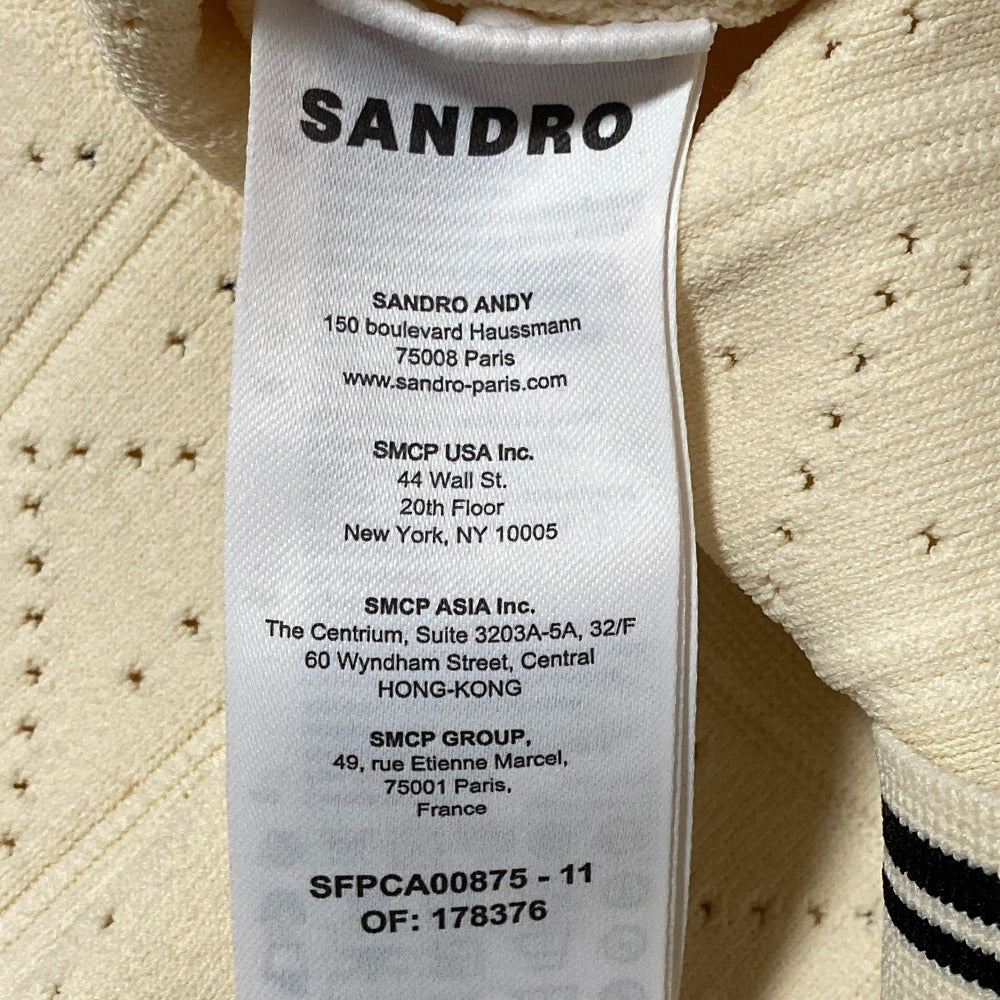 SANDRO
SANDRO ANDY
150 boulevard Haussmann
75008 Paris
www.sandro-paris.com
SMCP USA Inc.
44 Wall St.
20th Floor
New York, NY 10005
SMCP ASIA Inc.
The Centrium, Suite 3203A-5A, 32/F
60 Wyndham Street, Central
HONG-KONG
SMCP GROUP,
49, rue Etienne Marcel,
75001 Paris,
France
SFPCA00875 - 11
OF: 178376